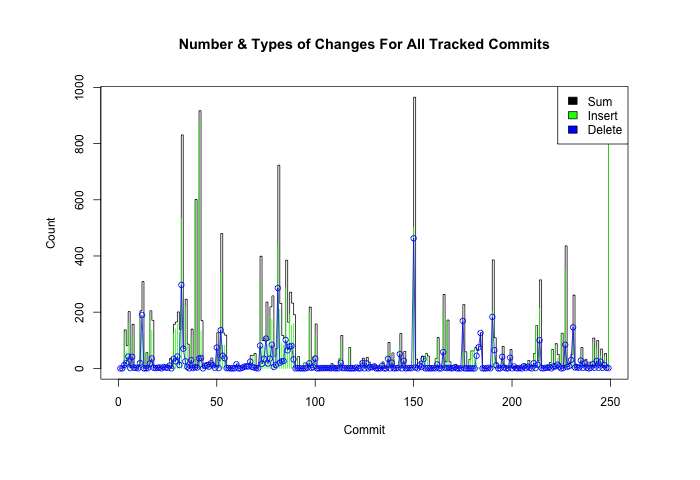 Number & Types of Changes For All Tracked Commits
Sum
Insert
Delete
Count
0
200
400
600
800
1000
0 50 100 150 200 250
Commit